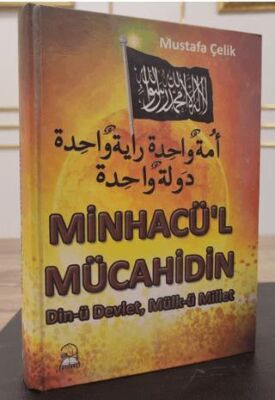 Mustafa Çelik
لا إله إلا الله محمد رسول الله
أمة واحدة راية واحدة
دولة واحدة
MİNHACÜ'L
MÜCAHİDİN
Din-ü Devlet, Mülk-ü Millet